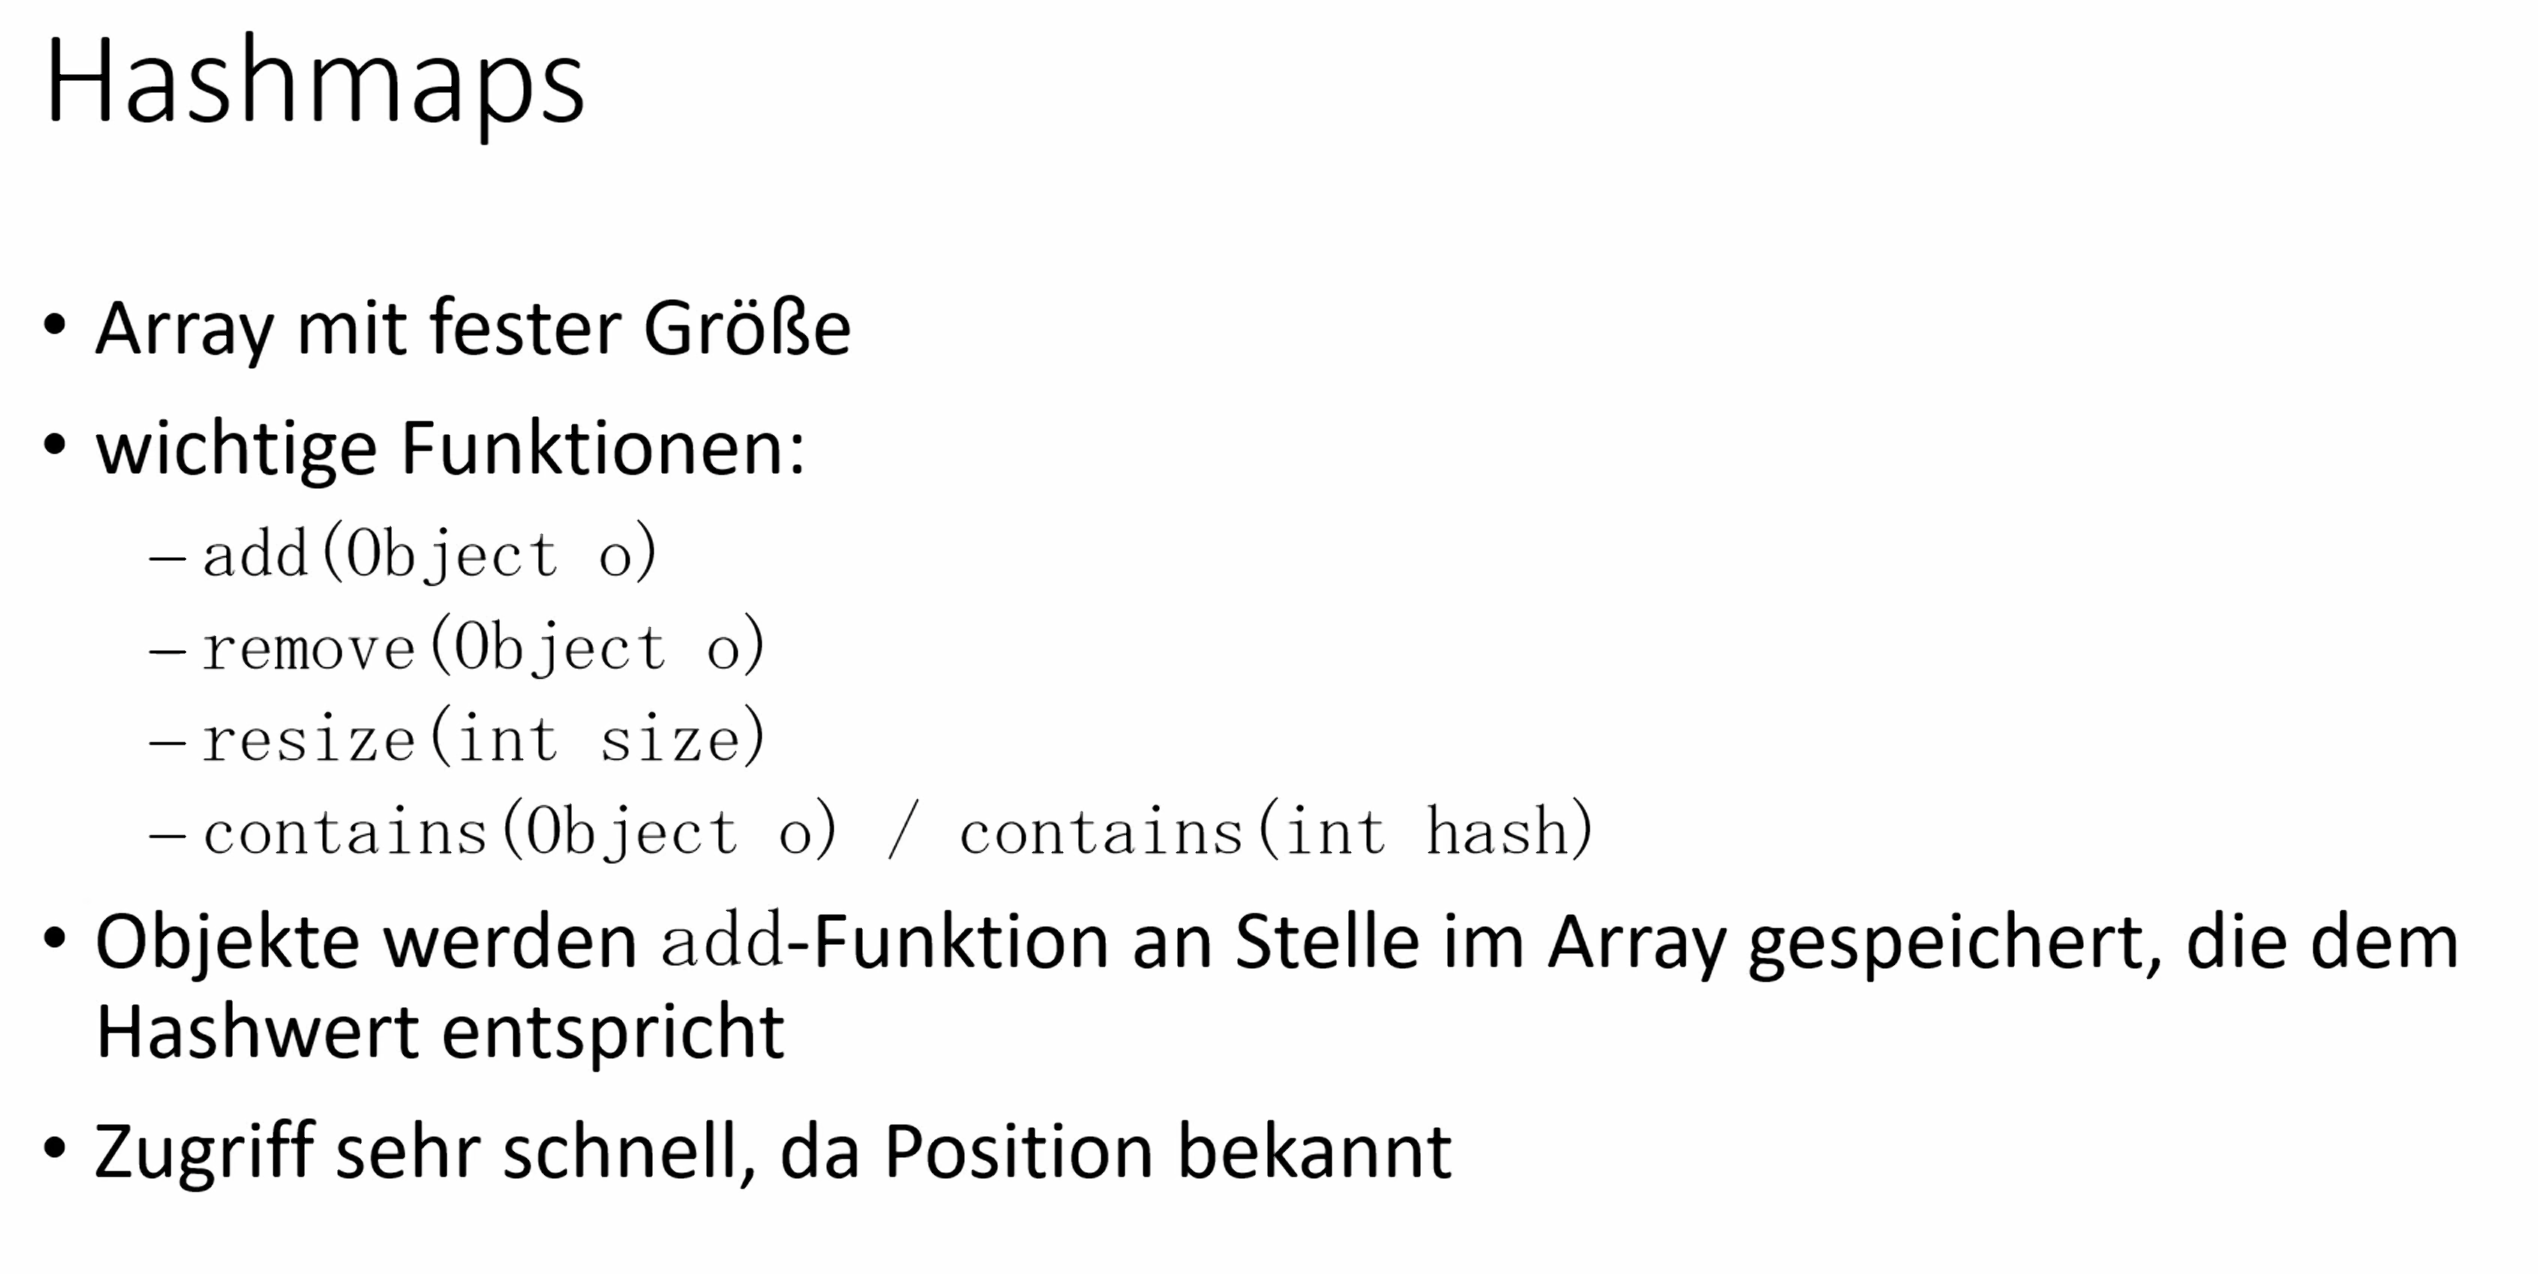 Hashmaps
• Array mit fester Größe
• wichtige Funktionen:
– add(Object o)
– remove(Object o)
– resize(int size)
– contains(Object o) / contains(int hash)
• Objekte werden add-Funktion an Stelle im Array gespeichert, die dem
Hashwert entspricht
• Zugriff sehr schnell, da Position bekannt